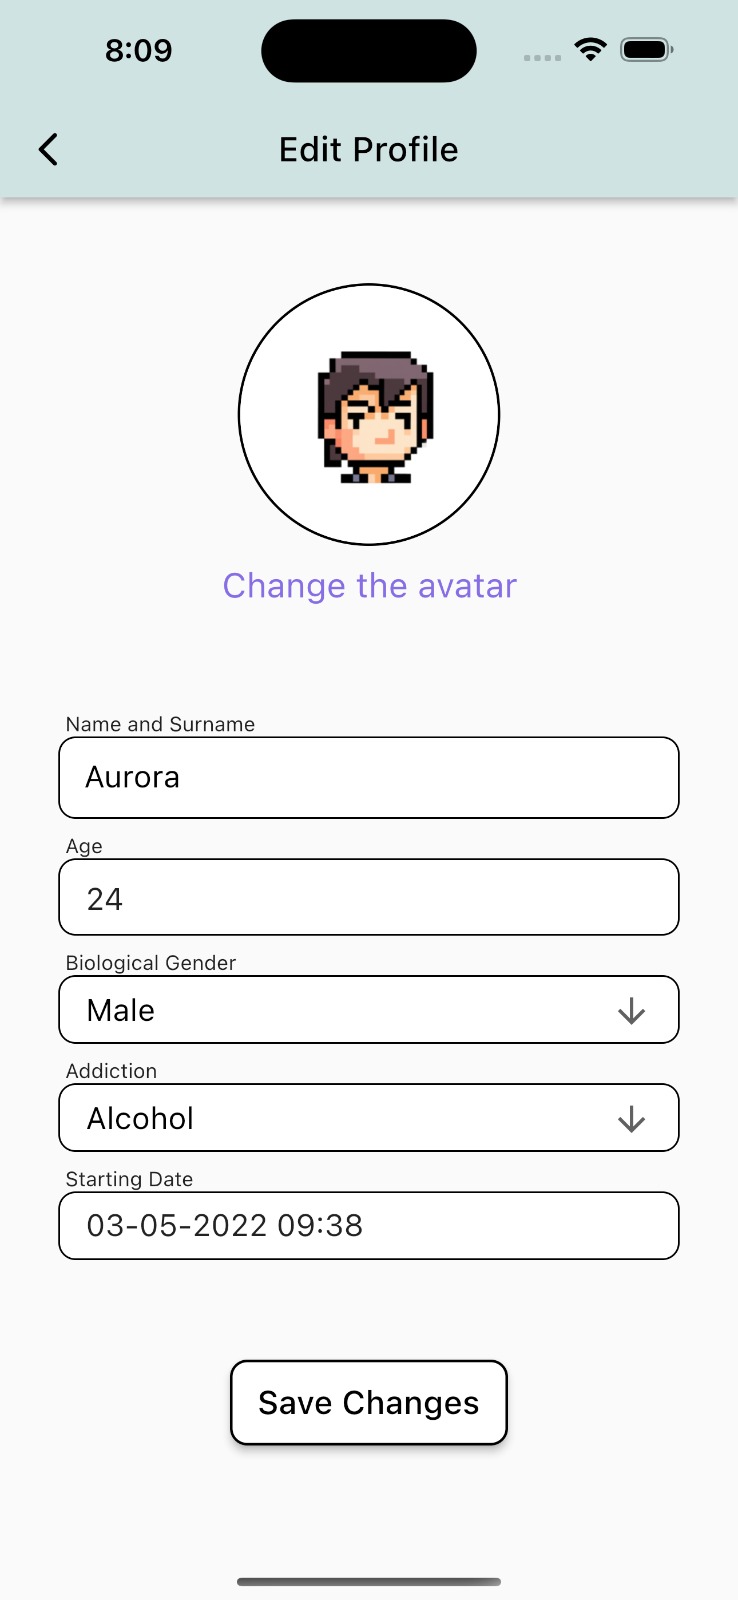 8:09
Edit Profile
Change the avatar
Name and Surname
Aurora
Age
24
Biological Gender
Male
Addiction
Alcohol
Starting Date
03-05-2022 09:38
Save Changes